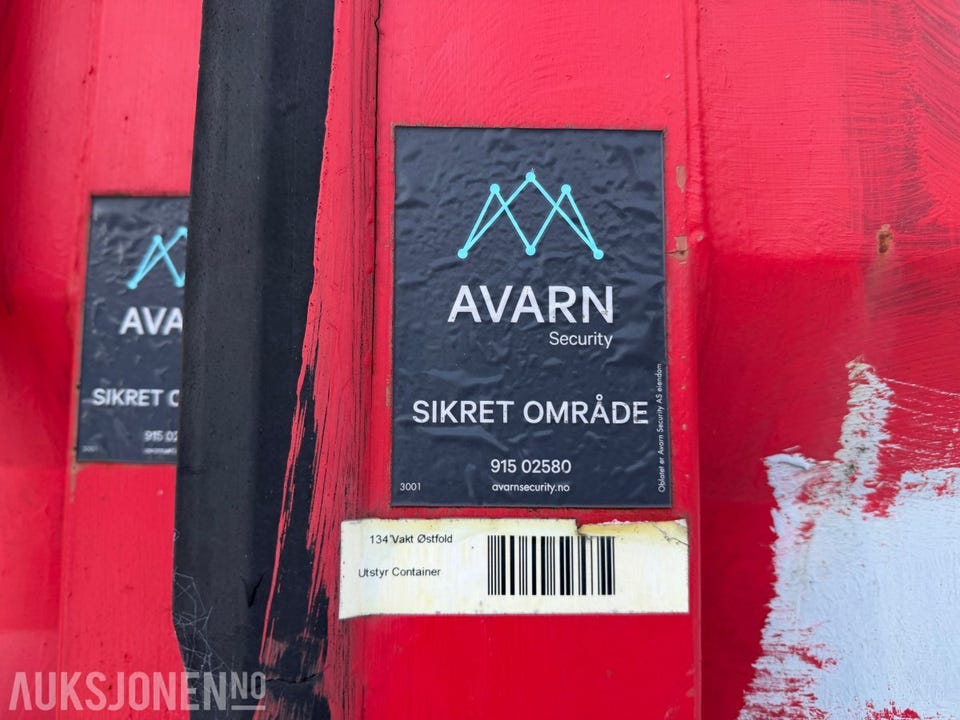 AVARN
Security
SIKRET OMRÅDE
915 02580
avarnsecurity.no
3001
Oblatet er Avarn Security AS eiendom
134 Vakt Østfold
Utstyr Container
AVA
SIKRET
915 02
3001
AUKSJONEN.NO